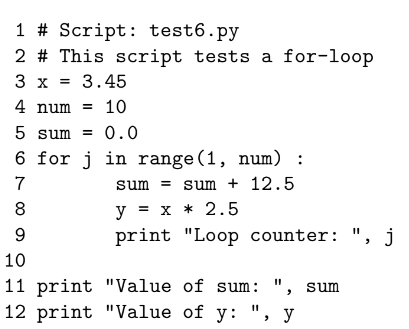 1 # Script: test6.py
2 # This script tests a for-loop
3 x = 3.45
4 num = 10
5 sum = 0.0
6 for j in range(1, num) :
7 sum = sum + 12.5
8 y = x * 2.5
9 print "Loop counter: ", j
10
11 print "Value of sum: ", sum
12 print "Value of y: ", y